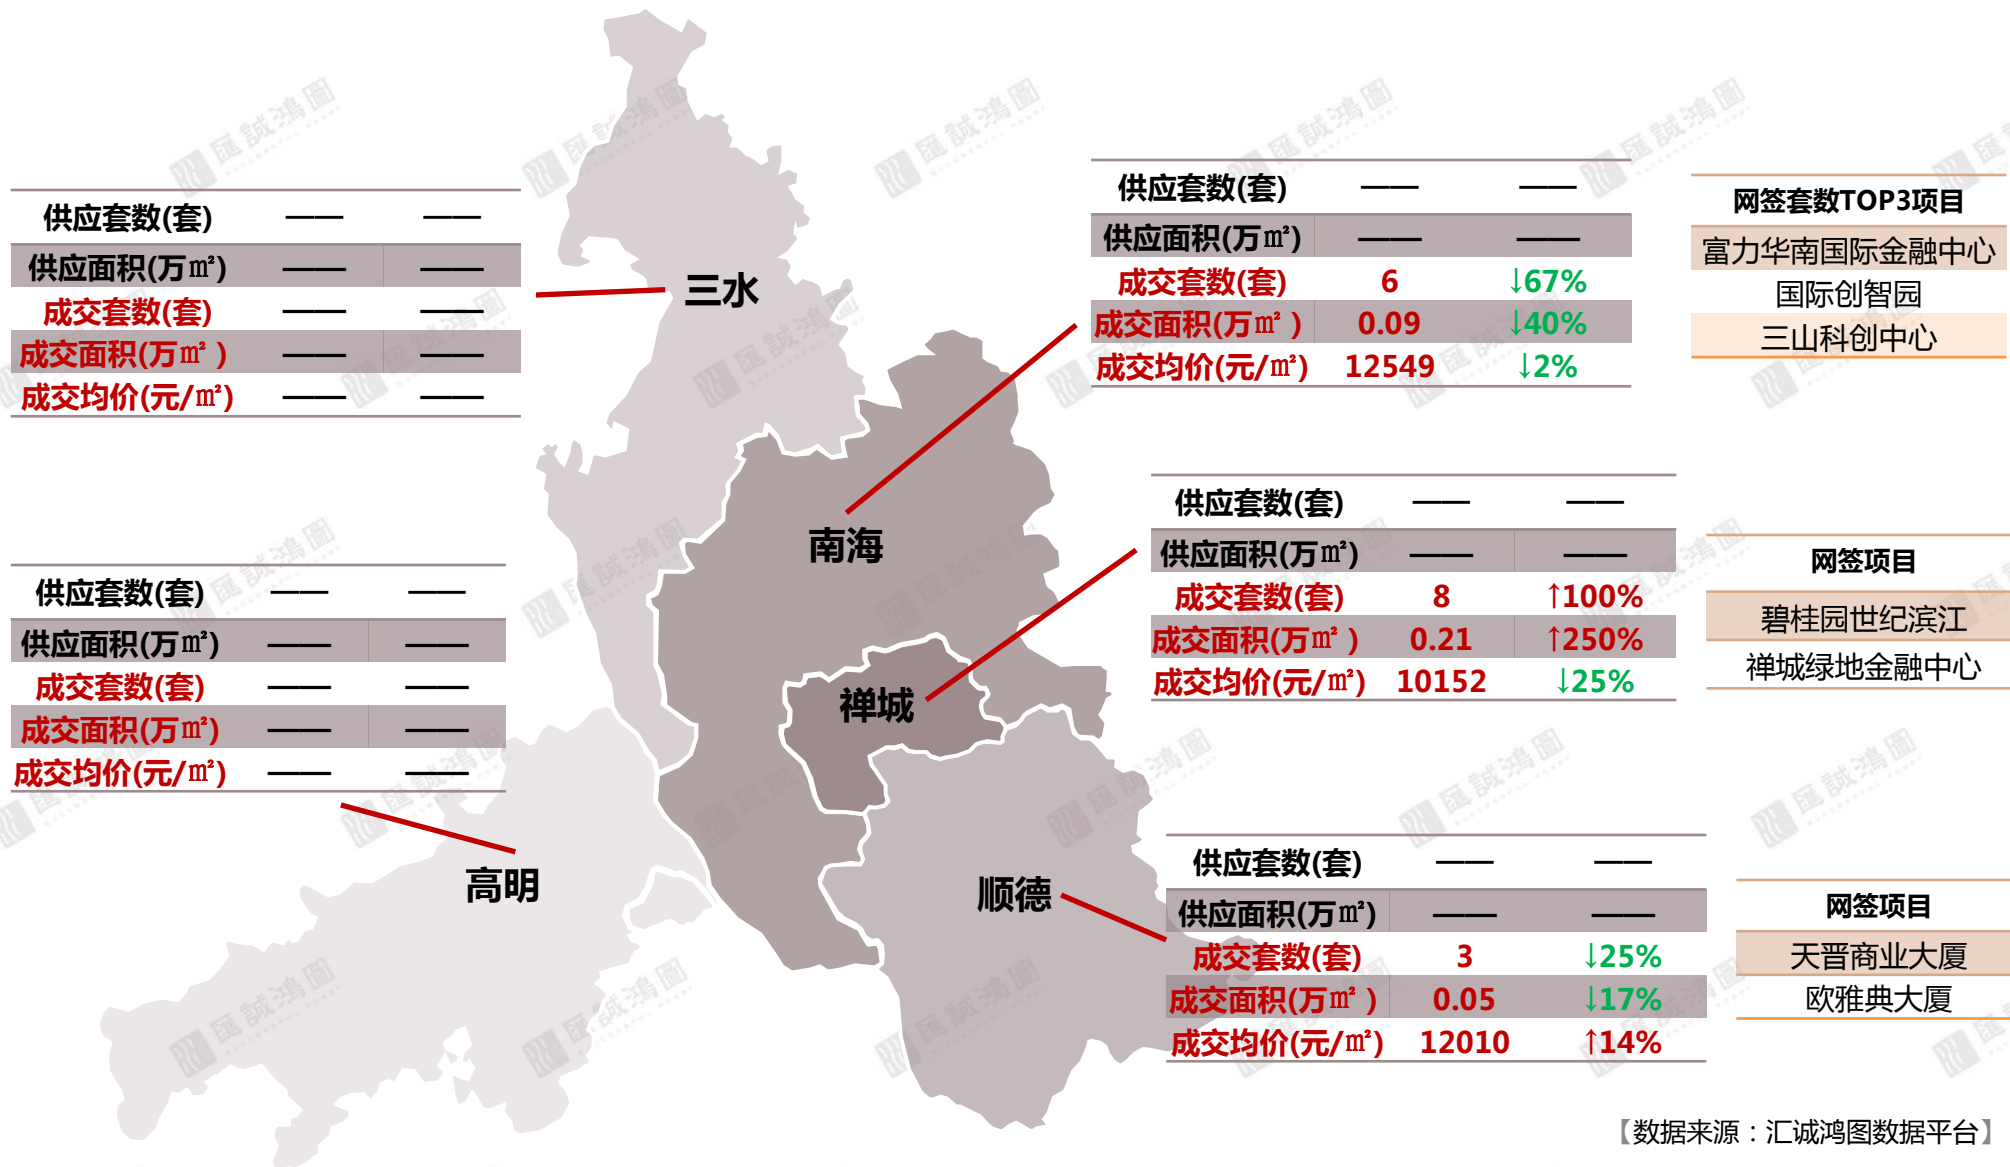 供应套数(套) —— ——
供应面积(万㎡) —— ——
成交套数(套) —— ——
成交面积(万㎡ ) —— ——
成交均价(元/㎡) —— ——
三水
供应套数(套) —— ——
供应面积(万㎡) —— ——
成交套数(套) 6 ↓67%
成交面积(万㎡ ) 0.09 ↓40%
成交均价(元/㎡) 12549 ↓2%
网签套数TOP3项目
富力华南国际金融中心
国际创智园
三山科创中心
南海
供应套数(套) —— ——
供应面积(万㎡) —— ——
成交套数(套) 8 ↑100%
成交面积(万㎡ ) 0.21 ↑250%
成交均价(元/㎡) 10152 ↓25%
网签项目
碧桂园世纪滨江
禅城绿地金融中心
禅城
供应套数(套) —— ——
供应面积(万㎡) —— ——
成交套数(套) —— ——
成交面积(万㎡) —— ——
成交均价(元/㎡) —— ——
高明
顺德
供应套数(套) —— ——
供应面积(万㎡) —— ——
成交套数(套) 3 ↓25%
成交面积(万㎡ ) 0.05 ↓17%
成交均价(元/㎡) 12010 ↑14%
网签项目
天晋商业大厦
欧雅典大厦
【数据来源：汇诚鸿图数据平台】
匯誠鴻圖